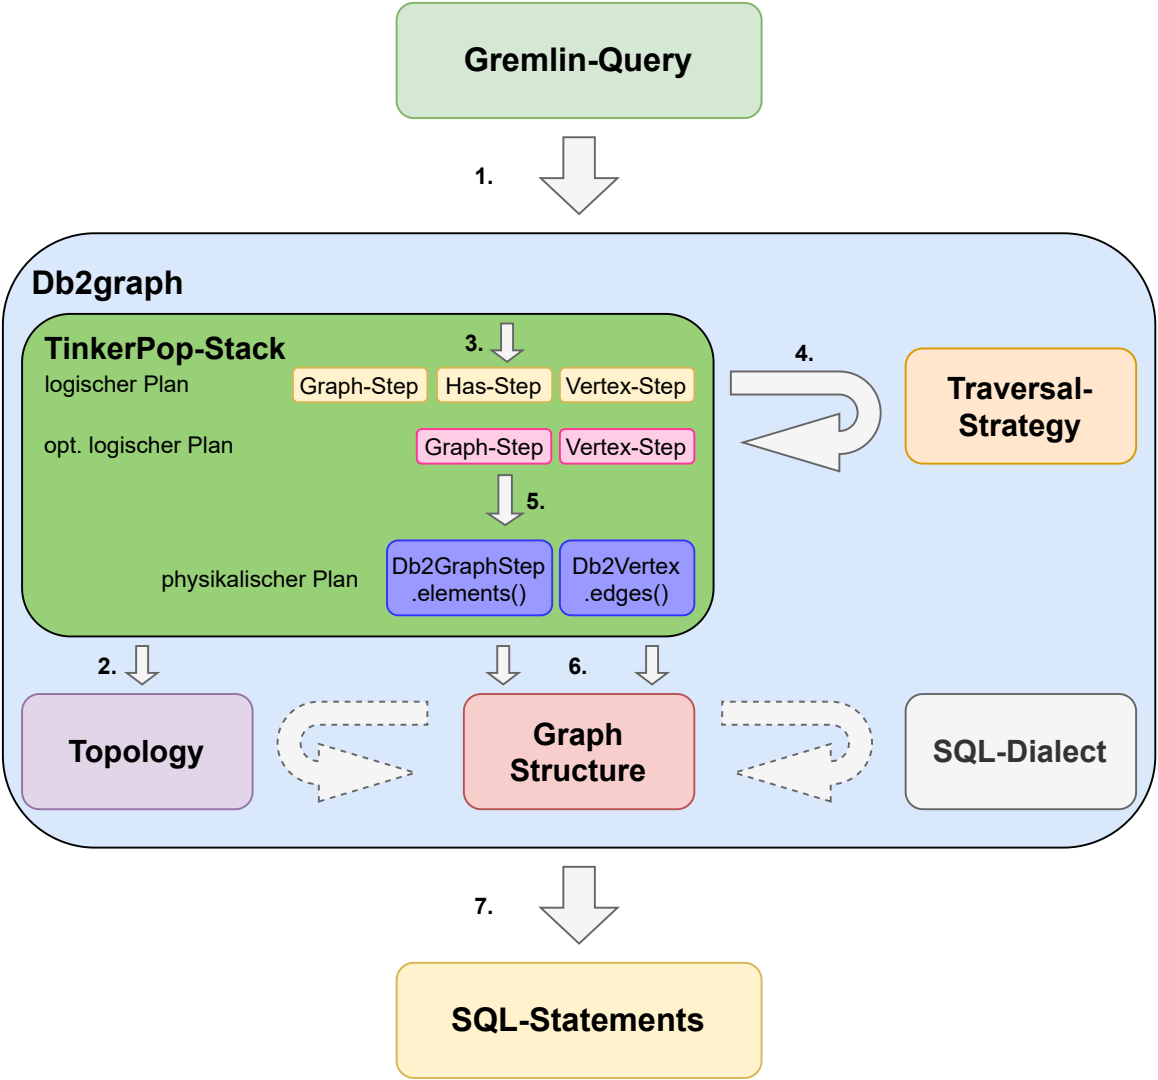 Gremlin-Query
1.
Db2graph
TinkerPop-Stack
3.
4.
logischer Plan
Graph-Step
Has-Step
Vertex-Step
Traversal-
Strategy
opt. logischer Plan
Graph-Step
Vertex-Step
5.
physikalischer Plan
Db2GraphStep
.elements()
Db2Vertex
.edges()
2.
6.
Topology
Graph
Structure
SQL-Dialect
7.
SQL-Statements